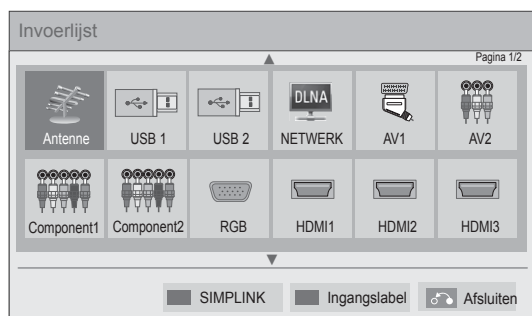 Invoerlijst
Pagina 1/2
Antenne
USB 1
USB 2
DLNA
NETWERK
AV1
AV2
Component1
Component2
RGB
HDMI1
HDMI2
HDMI3
SIMPLINK
Ingangslabel
Afsluiten